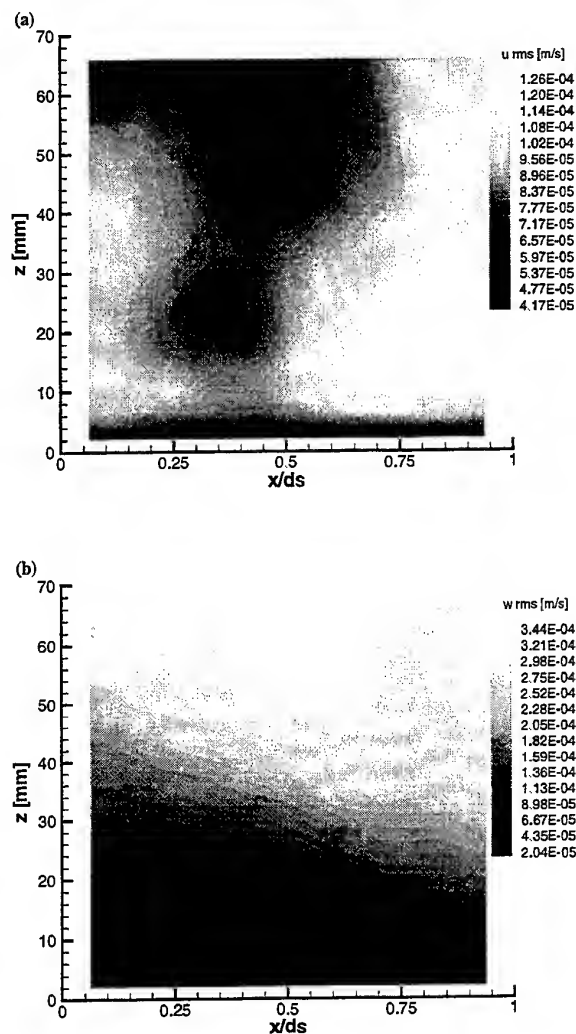 (a)
70
60
50
40
30
20
10
0
z [mm]
0
0.25
0.5
0.75
1
x/ds
u rms [m/s]
1.26E-04
1.20E-04
1.14E-04
1.08E-04
1.02E-04
9.56E-05
8.96E-05
8.37E-05
7.77E-05
7.17E-05
6.57E-05
5.97E-05
5.37E-05
4.77E-05
4.17E-05
(b)
70
60
50
40
30
20
10
0
z [mm]
0
0.25
0.5
0.75
1
x/ds
w rms [m/s]
3.44E-04
3.21E-04
2.98E-04
2.75E-04
2.52E-04
2.28E-04
2.05E-04
1.82E-04
1.59E-04
1.36E-04
1.13E-04
8.98E-05
6.67E-05
4.35E-05
2.04E-05